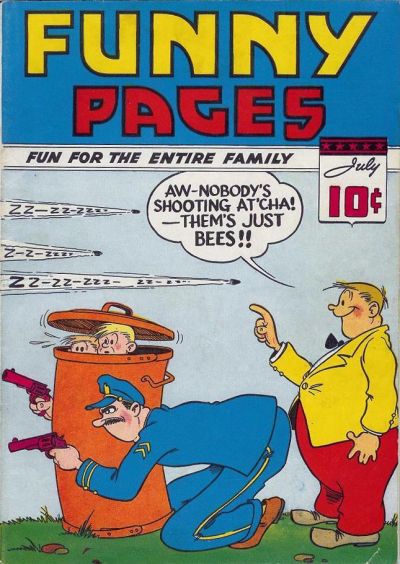 FUNNY
PAGES
FUN FOR THE ENTIRE FAMILY
July
10¢
AW-NOBODY'S
SHOOTING AT'CHA!
—THEM'S JUST
BEES!!
ZZ-ZZ-ZZZ--
Z-Z-ZZZ--
ZZ-ZZ-ZZZ--